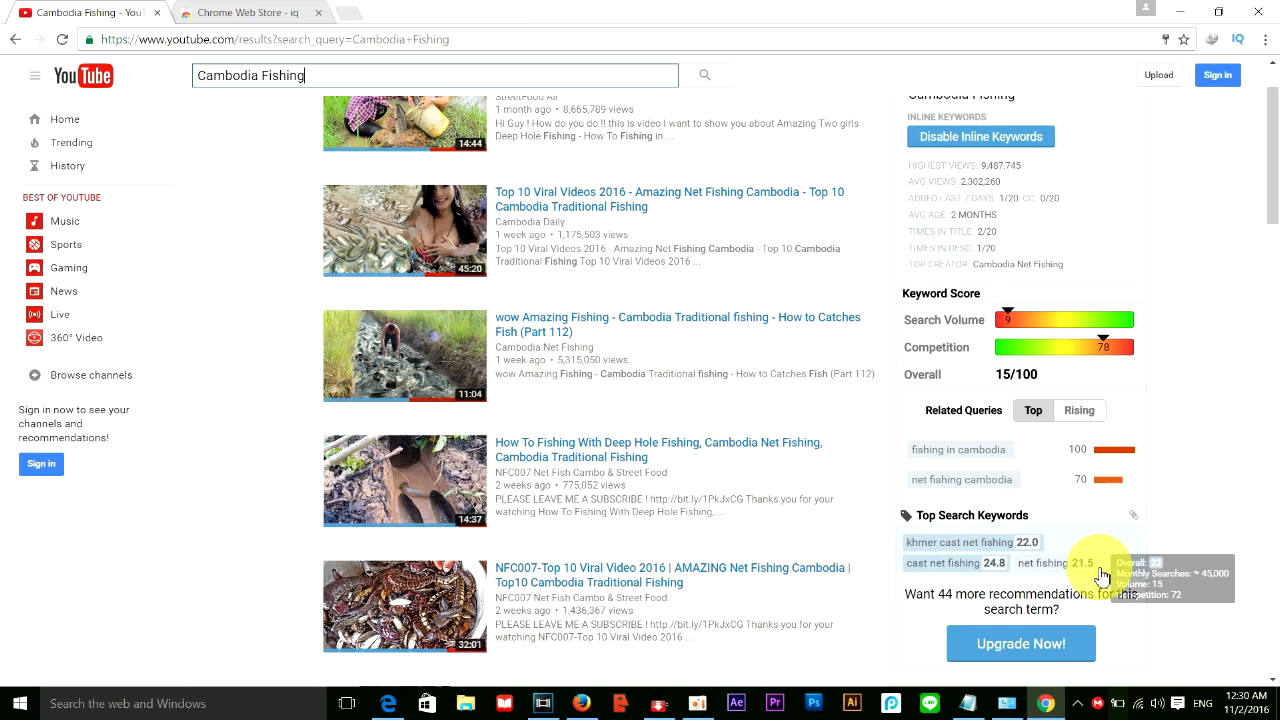 Cambodia Fishing - You
Chrome Web Store - iq
https://www.youtube.com/results?search_query=Cambodia+Fishing
IQ
YouTube
Cambodia Fishing
Upload
Sign in
Home
Trending
History
BEST OF YOUTUBE
Music
Sports
Gaming
News
Live
360° Video
Browse channels
Sign in now to see your
channels and
recommendations!
Sign in
1 month ago • 8,665,789 views
Hi Guy ! How do you do !! this is video I want to show you about Amazing Two girls
Deep Hole Fishing - How To Fishing in ...
14:44
Top 10 Viral Videos 2016 - Amazing Net Fishing Cambodia - Top 10
Cambodia Traditional Fishing
Cambodia Daily
1 week ago • 1,175,503 views
Top 10 Viral Videos 2016 - Amazing Net Fishing Cambodia - Top 10 Cambodia
Traditional Fishing Top 10 Viral Videos 2016 ...
45:20
wow Amazing Fishing - Cambodia Traditional fishing - How to Catches
Fish (Part 112)
Cambodia Net Fishing
1 week ago • 5,315,050 views
wow Amazing Fishing - Cambodia Traditional fishing - How to Catches Fish (Part 112)
11:04
How To Fishing With Deep Hole Fishing, Cambodia Net Fishing,
Cambodia Traditional Fishing
NFC007 Net Fish Cambo & Street Food
2 weeks ago • 775,052 views
PLEASE LEAVE ME A SUBSCRIBE ! http://bit.ly/1PkJxCG Thanks you for your
watching How To Fishing With Deep Hole Fishing, ...
14:37
NFC007-Top 10 Viral Video 2016 | AMAZING Net Fishing Cambodia |
Top10 Cambodia Traditional Fishing
NFC007 Net Fish Cambo & Street Food
2 weeks ago • 1,436,367 views
PLEASE LEAVE ME A SUBSCRIBE ! http://bit.ly/1PkJxCG Thanks you for your
watching NFC007-Top 10 Viral Video 2016 ...
32:01
Cambodia Fishing
INLINE KEYWORDS
Disable Inline Keywords
HIGHEST VIEWS: 9,487,745
AVG VIEWS: 2,302,260
ADDED LAST 7 DAYS: 1/20 CC: 0/20
AVG AGE: 2 MONTHS
TIMES IN TITLE: 2/20
TIMES IN DESC: 1/20
TOP CREATOR: Cambodia Net Fishing
Keyword Score
Search Volume 9
Competition 78
Overall 15/100
Related Queries Top Rising
fishing in cambodia 100
net fishing cambodia 70
Top Search Keywords
khmer cast net fishing 22.0
cast net fishing 24.8 net fishing 21.5
Overall: 22
Monthly Searches: ~ 45,000
Volume: 15
Competition: 72
Want 44 more recommendations for this
search term?
Upgrade Now!
Search the web and Windows
Ae
Pr
Ps
Ai
LINE
ENG
12:30 AM
11/2/2016